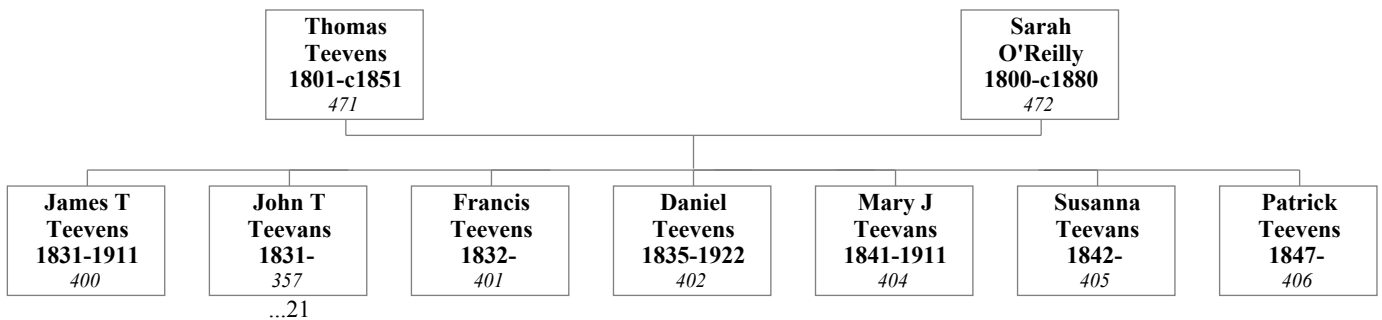 Thomas
Teevens
1801-c1851
471
Sarah
O'Reilly
1800-c1880
472
James T
Teevens
1831-1911
400
John T
Teevans
1831-
357
...21
Francis
Teevens
1832-
401
Daniel
Teevens
1835-1922
402
Mary J
Teevans
1841-1911
404
Susanna
Teevans
1842-
405
Patrick
Teevens
1847-
406